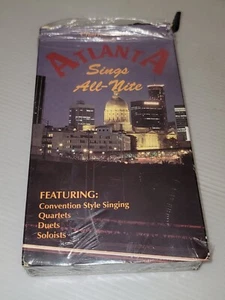 ATLANTA
Sings
All-Nite
FEATURING:
Convention Style Singing
Quartets
Duets
Soloists